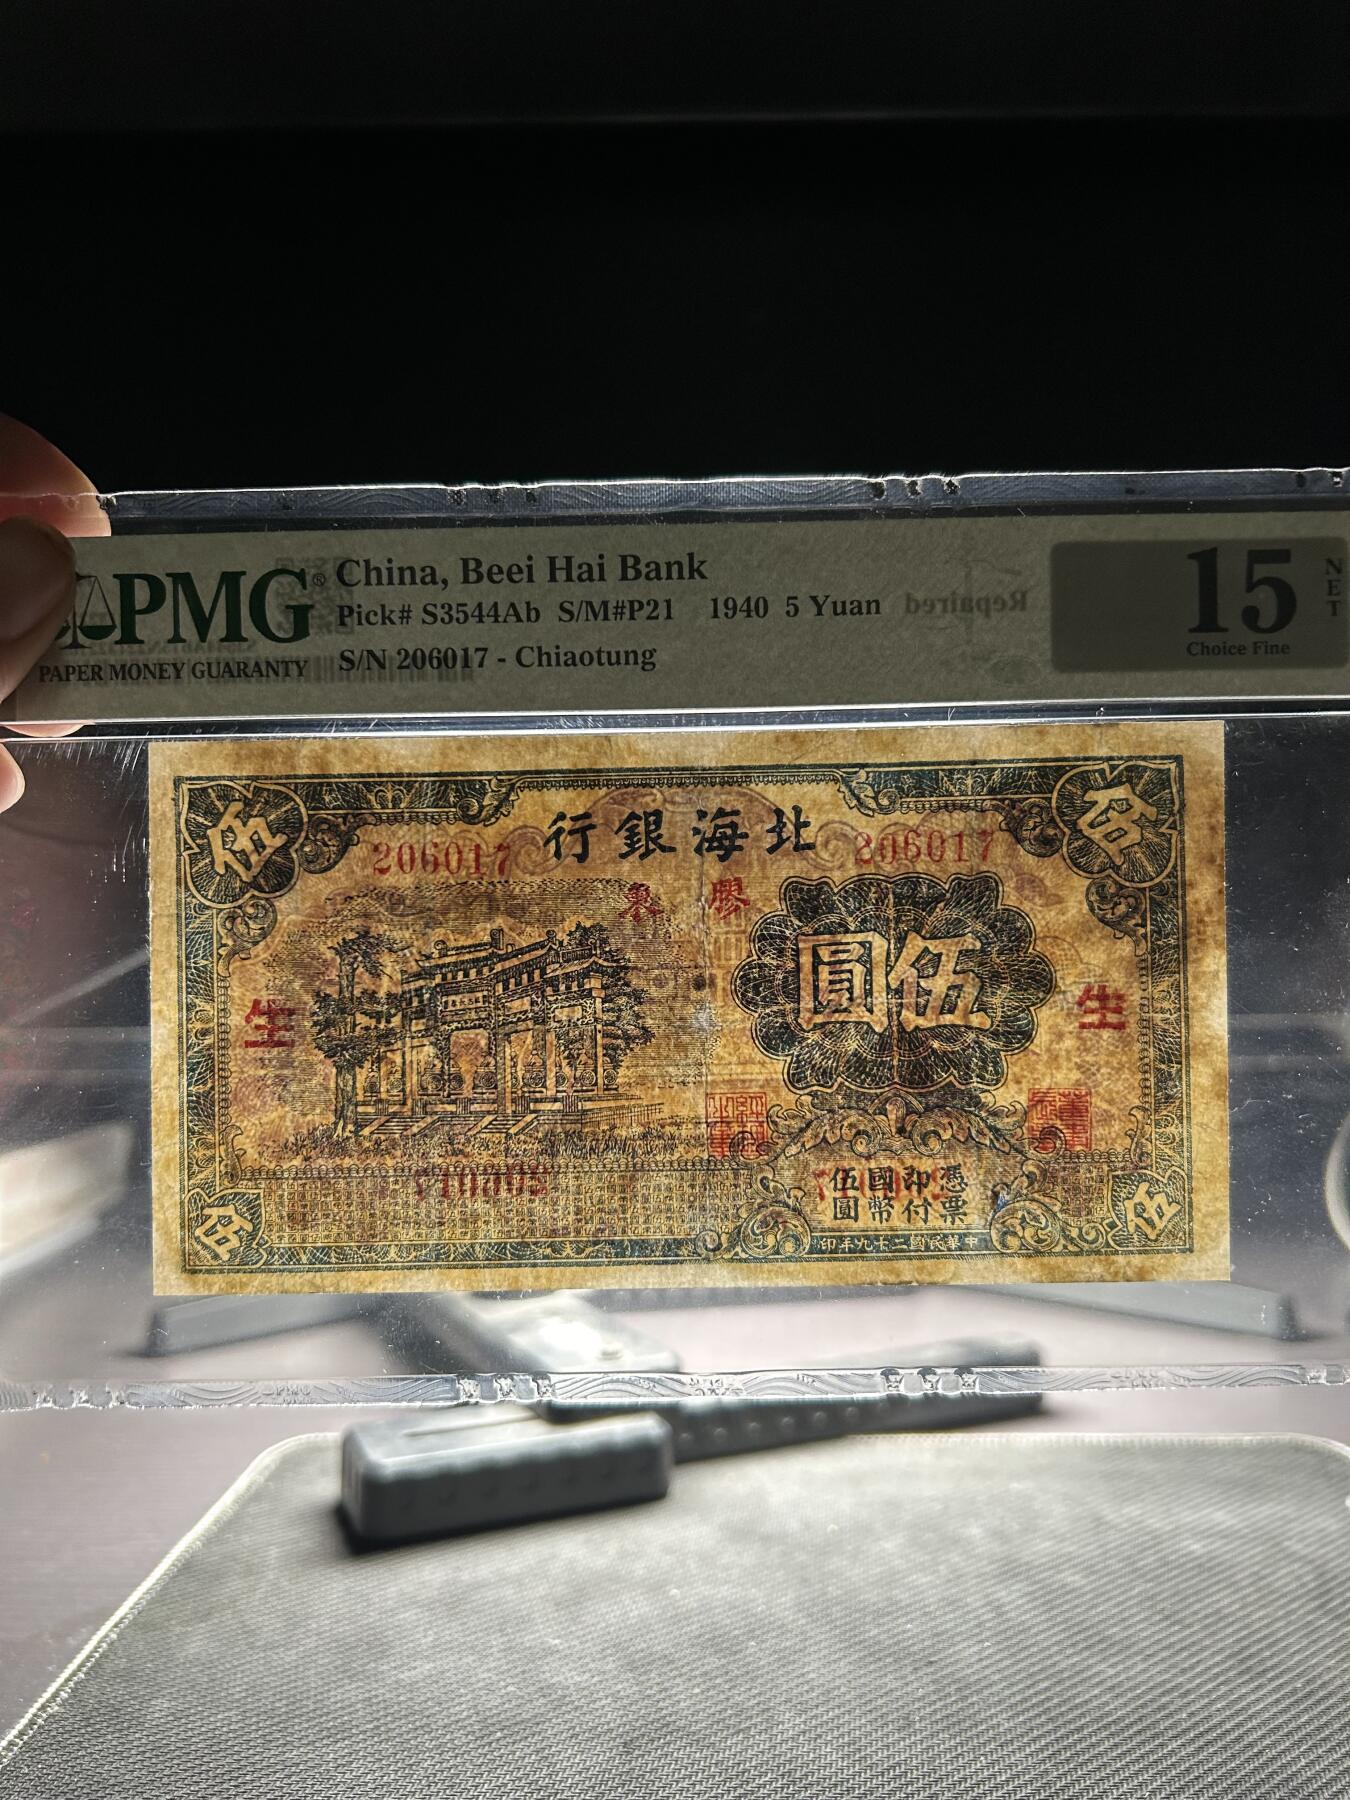 PMG®
PAPER MONEY GUARANTY
China, Beei Hai Bank
Pick# S3544Ab S/M#P21 1940 5 Yuan
S/N 206017 - Chiaotung
Repaired
15
NET
Choice Fine
伍
伍
行銀海北
206017
206017
東 膠
圓伍
生
生
206017
伍國即憑
圓幣付票
印年九十二國民華中
伍
伍